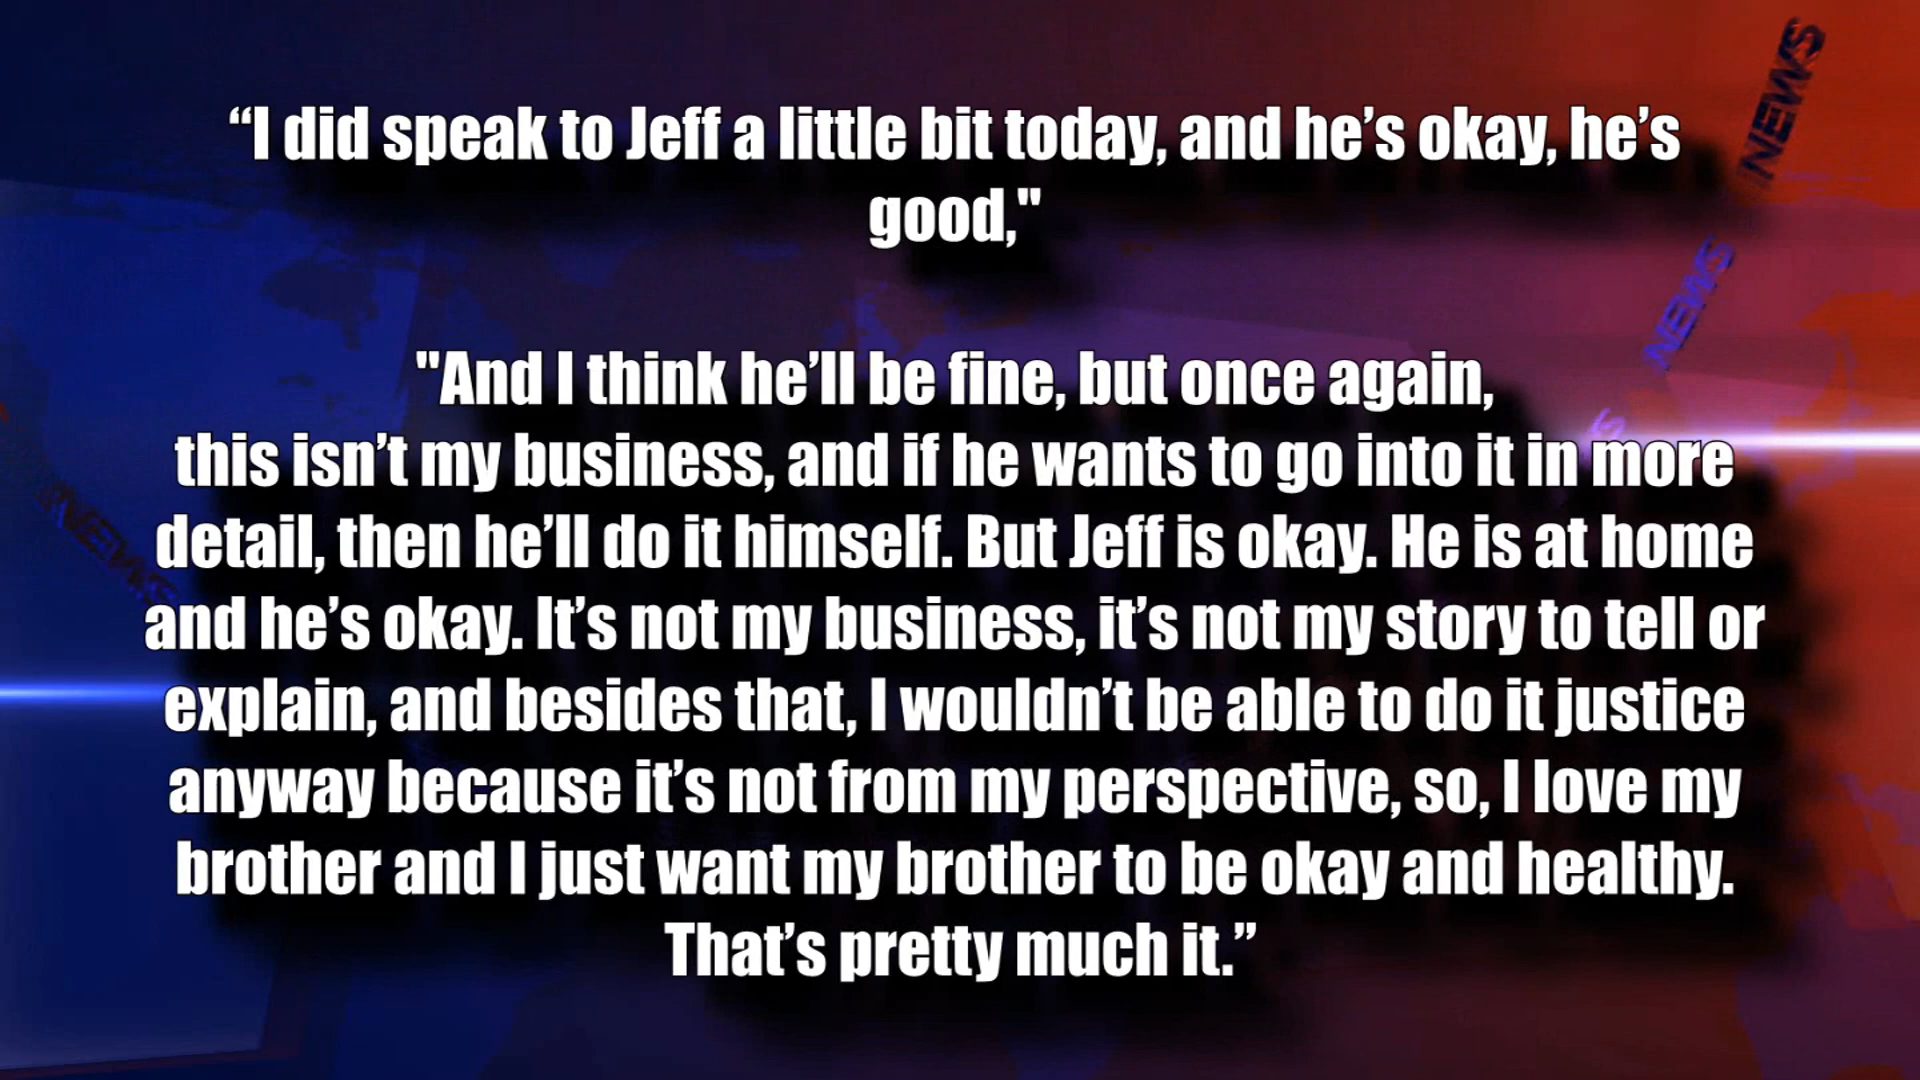 “I did speak to Jeff a little bit today, and he’s okay, he’s
good,"
"And I think he’ll be fine, but once again,
this isn’t my business, and if he wants to go into it in more
detail, then he’ll do it himself. But Jeff is okay. He is at home
and he’s okay. It’s not my business, it’s not my story to tell or
explain, and besides that, I wouldn’t be able to do it justice
anyway because it’s not from my perspective, so, I love my
brother and I just want my brother to be okay and healthy.
That’s pretty much it.”
NEWS
NEWS
NEWS